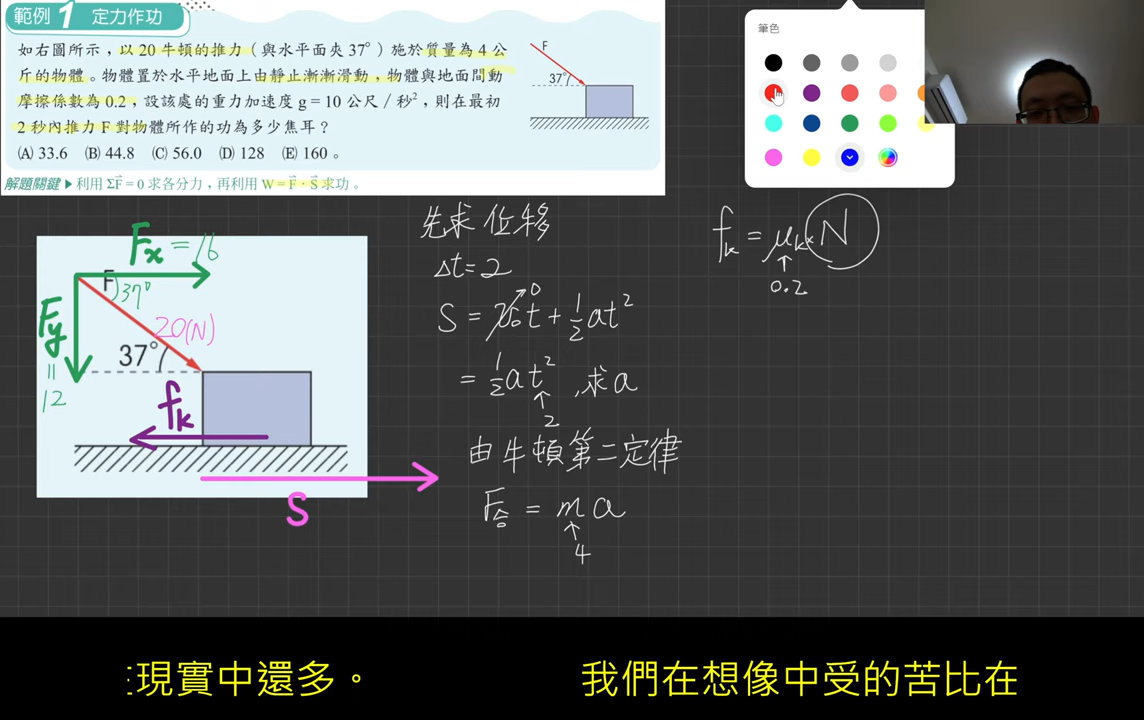 範例1 定力作功
如右圖所示，以 20 牛頓的推力（與水平面夾 37°）施於質量為 4 公
斤的物體。物體置於水平地面上由靜止漸漸滑動，物體與地面間動
摩擦係數為 0.2，設該處的重力加速度 g = 10 公尺／秒²，則在最初
2 秒內推力 F 對物體所作的功為多少焦耳？
(A) 33.6 (B) 44.8 (C) 56.0 (D) 128 (E) 160。
解題關鍵▶利用 ΣF⃗ = 0 求各分力，再利用 W = F⃗．S⃗ 求功。
F
37°
筆色
Fx = 16
F
37°
20(N)
Fy
37°
=
12
fk
S
先求位移
Δt = 2
S = v₀t + ½at²
0
= ½at²，求a
↑
2
由牛頓第二定律
F合 = ma
↑
4
fk = μk × N
↑
0.2
現實中還多。
我們在想像中受的苦比在